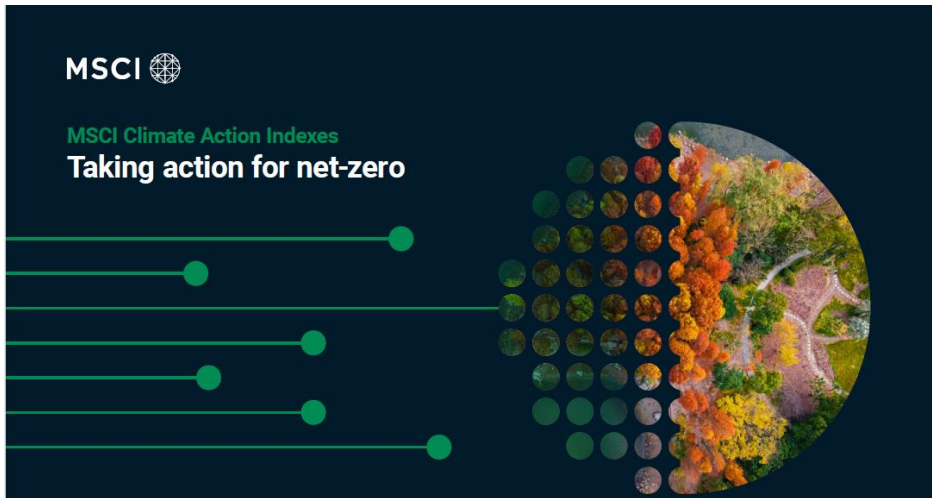 MSCI
MSCI Climate Action Indexes
Taking action for net-zero